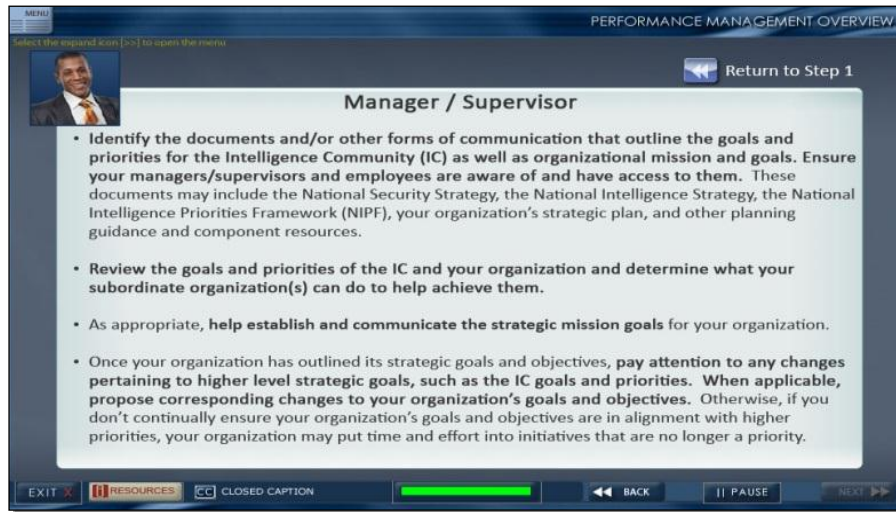 MENU
PERFORMANCE MANAGEMENT OVERVIEW
Select the expand icon [>>] to open the menu
Return to Step 1
Manager / Supervisor
• Identify the documents and/or other forms of communication that outline the goals and
priorities for the Intelligence Community (IC) as well as organizational mission and goals. Ensure
your managers/supervisors and employees are aware of and have access to them. These
documents may include the National Security Strategy, the National Intelligence Strategy, the National
Intelligence Priorities Framework (NIPF), your organization's strategic plan, and other planning
guidance and component resources.
• Review the goals and priorities of the IC and your organization and determine what your
subordinate organization(s) can do to help achieve them.
• As appropriate, help establish and communicate the strategic mission goals for your organization.
• Once your organization has outlined its strategic goals and objectives, pay attention to any changes
pertaining to higher level strategic goals, such as the IC goals and priorities. When applicable,
propose corresponding changes to your organization's goals and objectives. Otherwise, if you
don't continually ensure your organization's goals and objectives are in alignment with higher
priorities, your organization may put time and effort into initiatives that are no longer a priority.
EXIT X
i RESOURCES
CC CLOSED CAPTION
BACK
PAUSE
NEXT